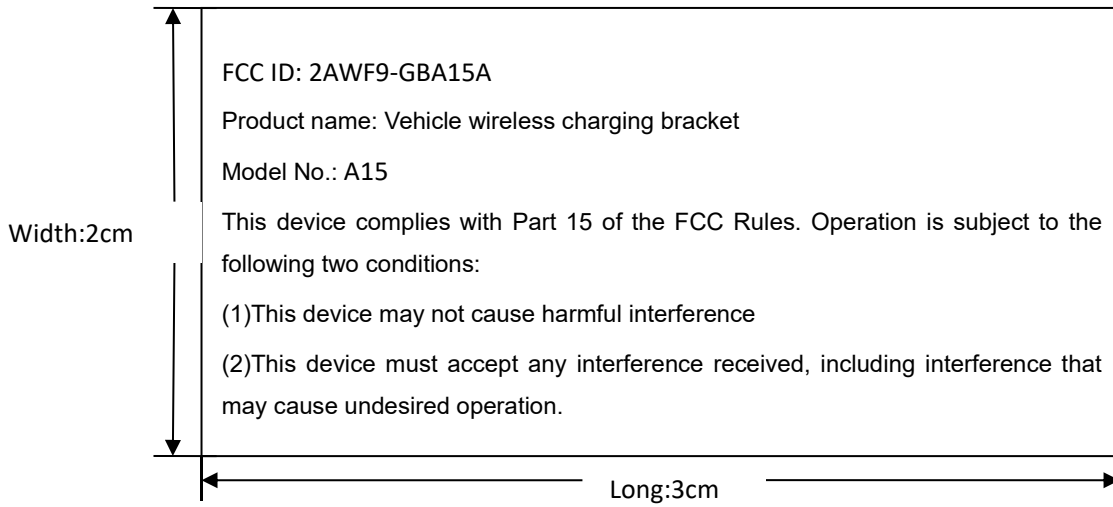 FCC ID: 2AWF9-GBA15A
Product name: Vehicle wireless charging bracket
Model No.: A15
This device complies with Part 15 of the FCC Rules. Operation is subject to the
following two conditions:
(1)This device may not cause harmful interference
(2)This device must accept any interference received, including interference that
may cause undesired operation.
Width:2cm
Long:3cm